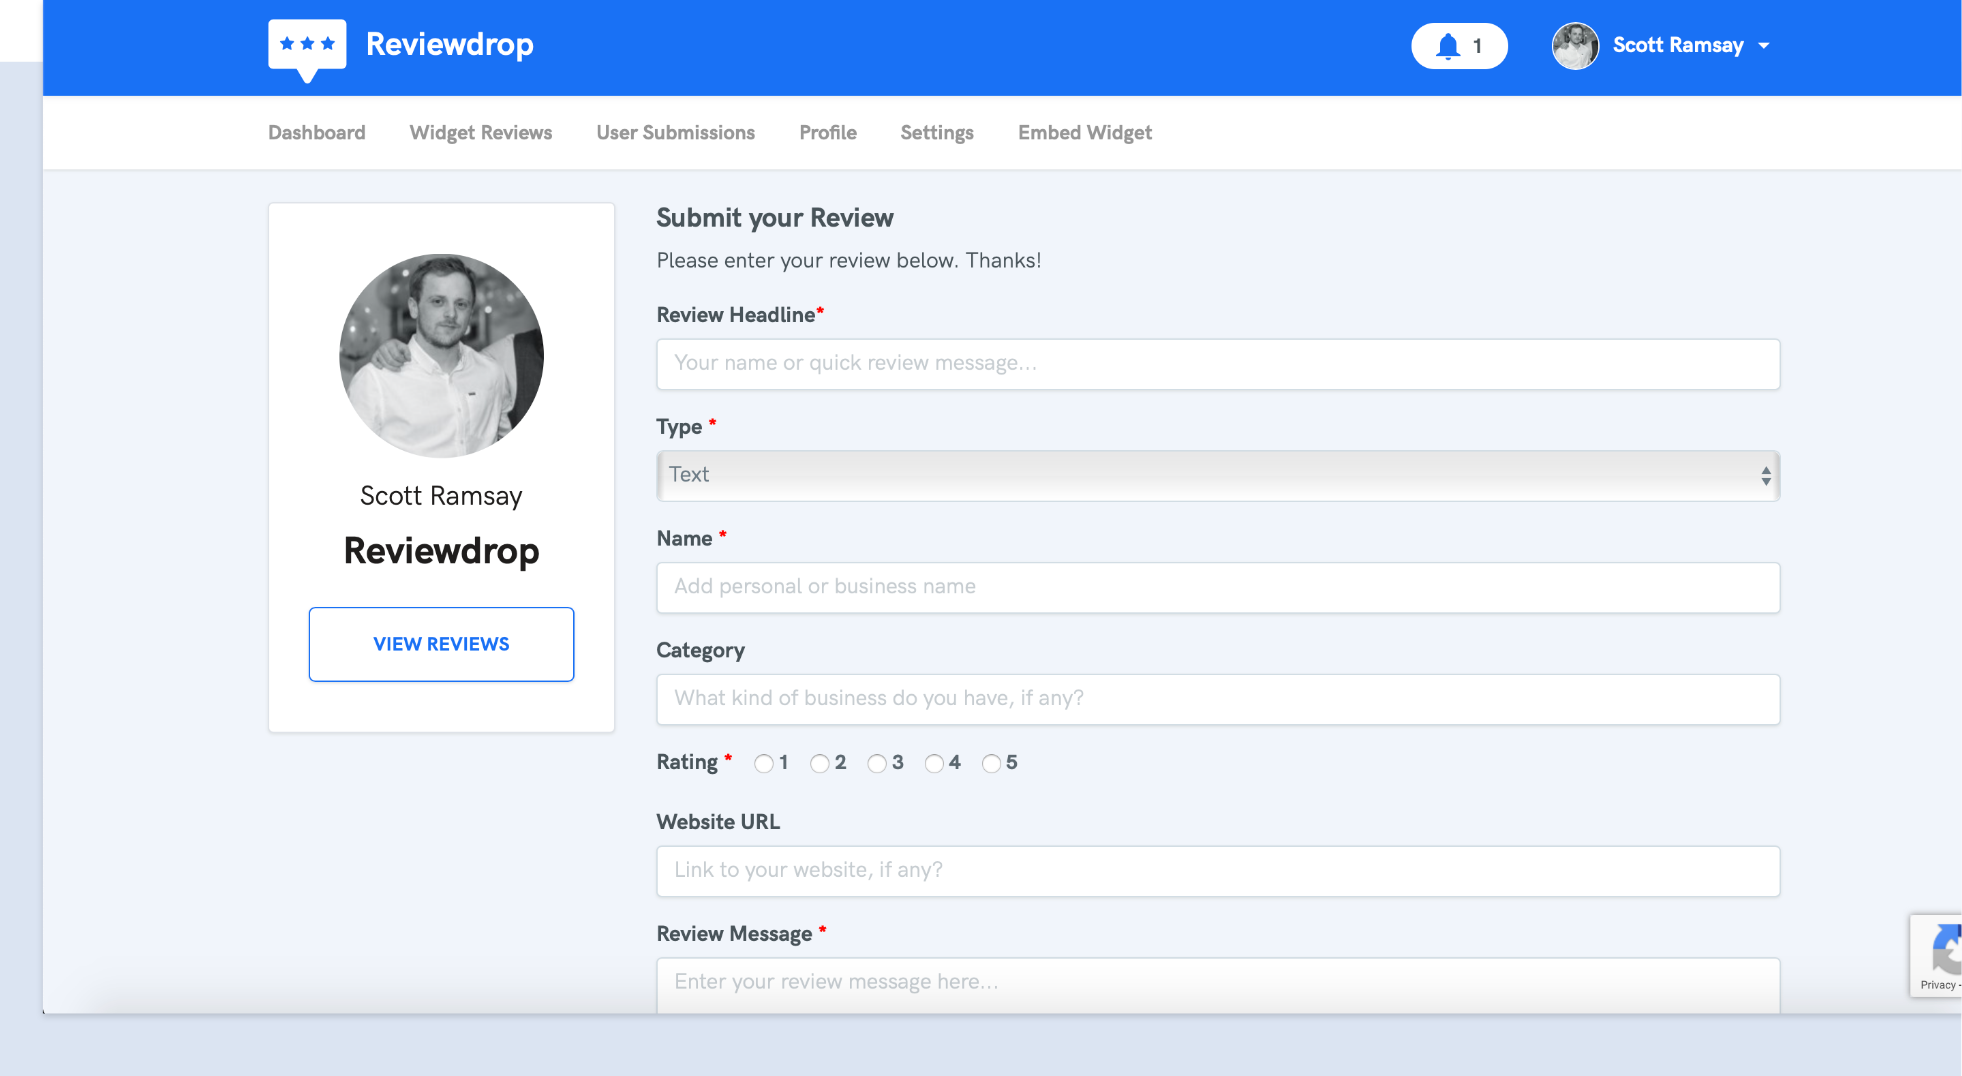 Reviewdrop
1
Scott Ramsay
Dashboard Widget Reviews User Submissions Profile Settings Embed Widget
Scott Ramsay
Reviewdrop
VIEW REVIEWS
Submit your Review
Please enter your review below. Thanks!
Review Headline*
Your name or quick review message...
Type *
Text
Name *
Add personal or business name
Category
What kind of business do you have, if any?
Rating * 1 2 3 4 5
Website URL
Link to your website, if any?
Review Message *
Enter your review message here...
Privacy -